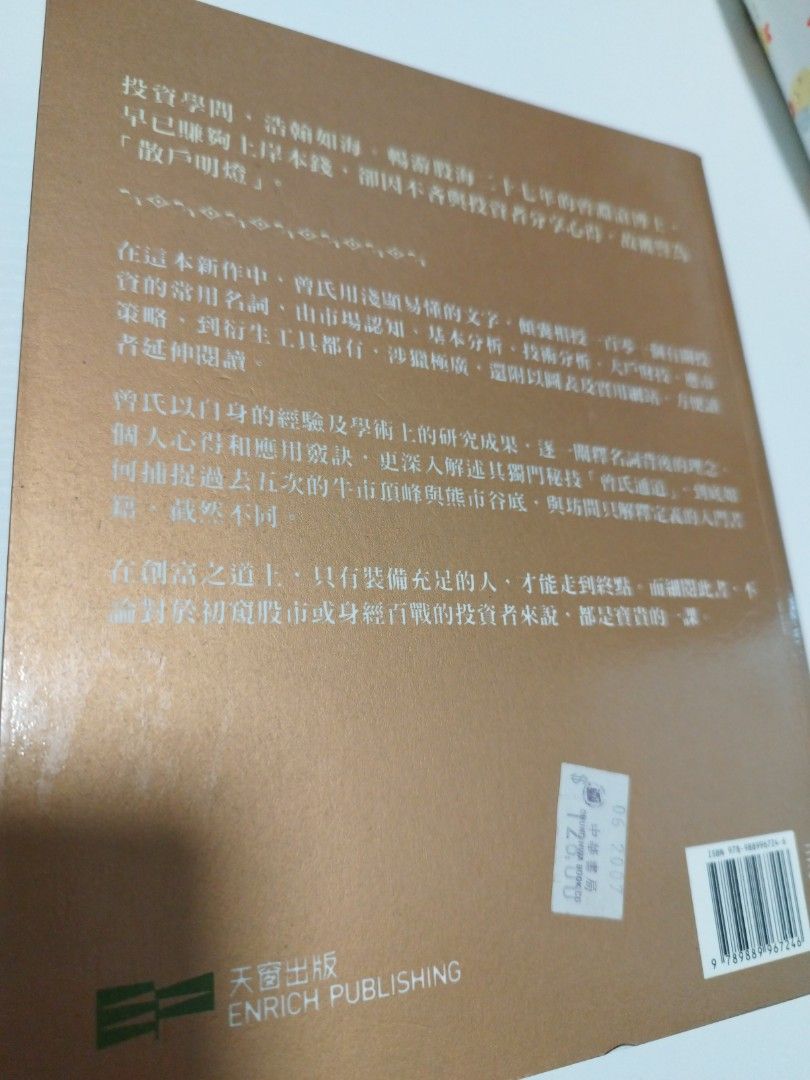 投資學問，浩翰如海，暢游股海二十七年的曾淵滄博士，
早已賺夠上岸本錢，卻因不吝與投資者分享心得，故被譽為
「散戶明燈」。
在這本新作中，曾氏用淺顯易懂的文字，傾囊相授一百零一個有關投
資的常用名詞，由市場認知、基本分析、技術分析、大戶財技、應市
策略，到衍生工具都有，涉獵極廣，還附以圖表及實用網站，方便讀
者延伸閱讀。
曾氏以自身的經驗及學術上的研究成果，逐一闡釋名詞背後的理念、
個人心得和應用竅訣，更深入解述其獨門秘技「曾氏通道」，到底如
何捕捉過去五次的牛市頂峰與熊市谷底，與坊間只解釋定義的入門書
籍，截然不同。
在創富之道上，只有裝備充足的人，才能走到終點。而細閱此書，不
論對於初窺股市或身經百戰的投資者來說，都是寶貴的一課。
06 2007
中華書局
$ 128.00
ISBN 978-988996724-6
9 789889 967246
天窗出版
ENRICH PUBLISHING